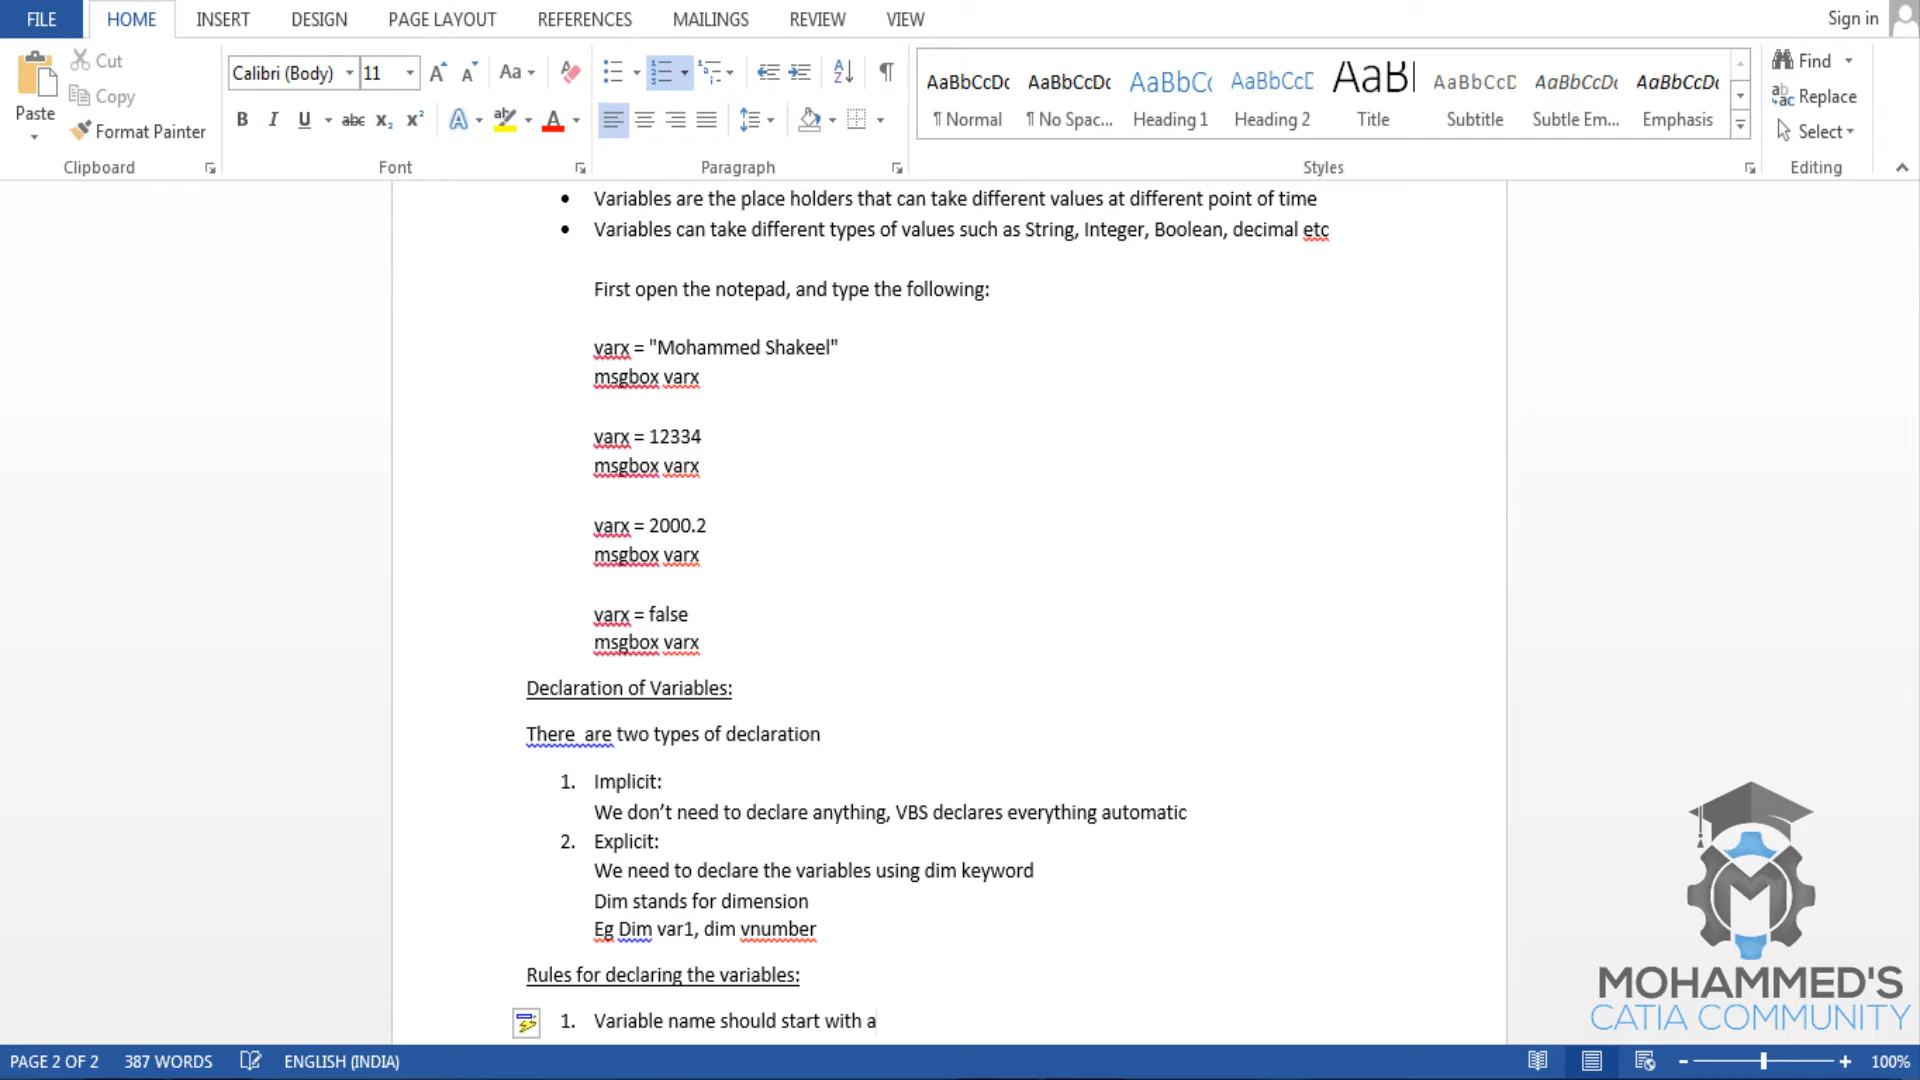 FILE HOME INSERT DESIGN PAGE LAYOUT REFERENCES MAILINGS REVIEW VIEW Sign in
Paste
Cut
Copy
Format Painter
Clipboard
Calibri (Body) 11
Font
Paragraph
AaBbCcDc AaBbCcDc AaBbC( AaBbCcD AaB AaBbCcD AaBbCcDc AaBbCcDc
¶ Normal ¶ No Spac... Heading 1 Heading 2 Title Subtitle Subtle Em... Emphasis
Styles
Find
Replace
Select
Editing
• Variables are the place holders that can take different values at different point of time
• Variables can take different types of values such as String, Integer, Boolean, decimal etc
First open the notepad, and type the following:
varx = "Mohammed Shakeel"
msgbox varx
varx = 12334
msgbox varx
varx = 2000.2
msgbox varx
varx = false
msgbox varx
Declaration of Variables:
There  are two types of declaration
1. Implicit:
We don’t need to declare anything, VBS declares everything automatic
2. Explicit:
We need to declare the variables using dim keyword
Dim stands for dimension
Eg Dim var1, dim vnumber
Rules for declaring the variables:
1. Variable name should start with a
MOHAMMED'S
CATIA COMMUNITY
PAGE 2 OF 2 387 WORDS ENGLISH (INDIA) 100%